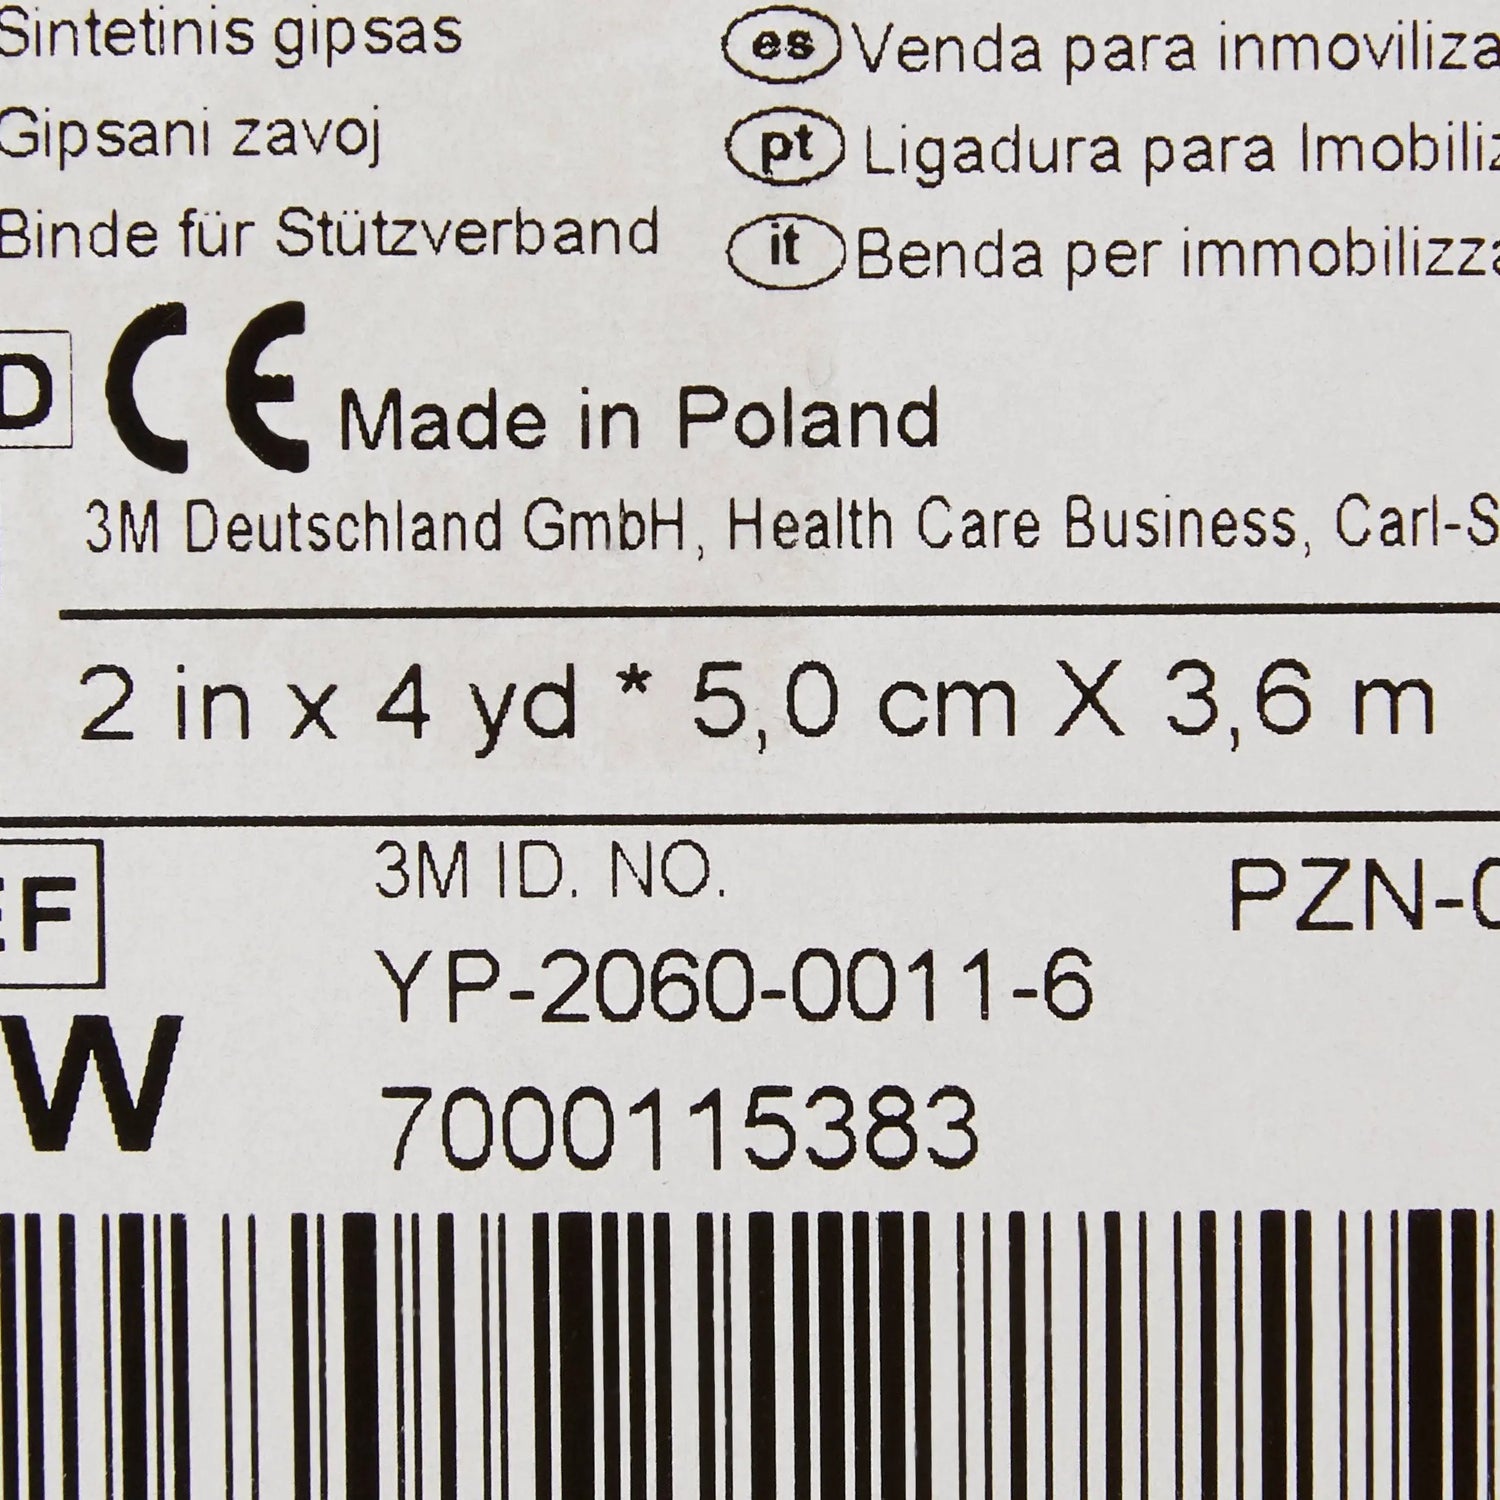 Sintetinis gipsas
es Venda para inmoviliza
Gipsani zavoj
pt Ligadura para Imobiliz
Binde für Stützverband
it Benda per immobilizza
D CE Made in Poland
3M Deutschland GmbH, Health Care Business, Carl-S
2 in x 4 yd * 5,0 cm X 3,6 m
EF
3M ID. NO.
PZN-0
YP-2060-0011-6
W
7000115383